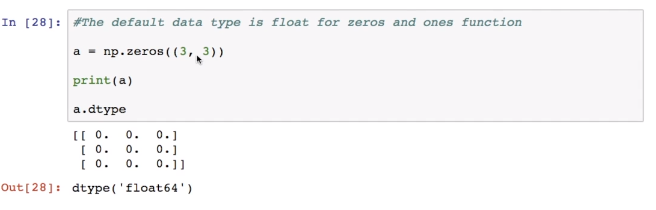 In [28]: #The default data type is float for zeros and ones function
a = np.zeros((3, 3))
print(a)
a.dtype
[[ 0.  0.  0.]
 [ 0.  0.  0.]
 [ 0.  0.  0.]]
Out[28]: dtype('float64')